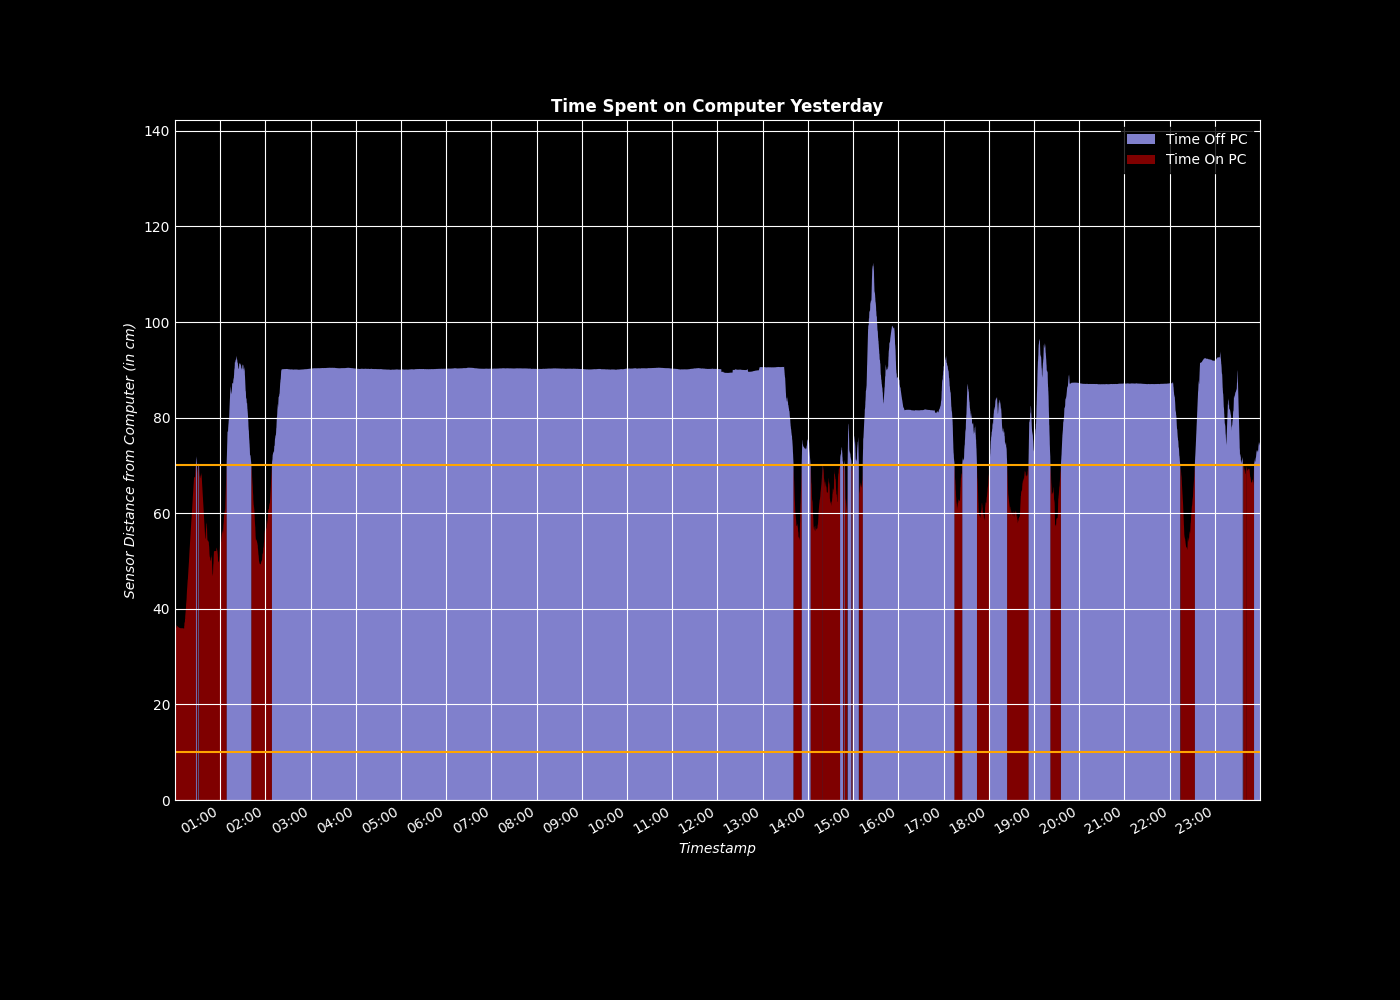 Time Spent on Computer Yesterday
Time Off PC
Time On PC
Sensor Distance from Computer (in cm)
140
120
100
80
60
40
20
0
01:00 02:00 03:00 04:00 05:00 06:00 07:00 08:00 09:00 10:00 11:00 12:00 13:00 14:00 15:00 16:00 17:00 18:00 19:00 20:00 21:00 22:00 23:00
Timestamp